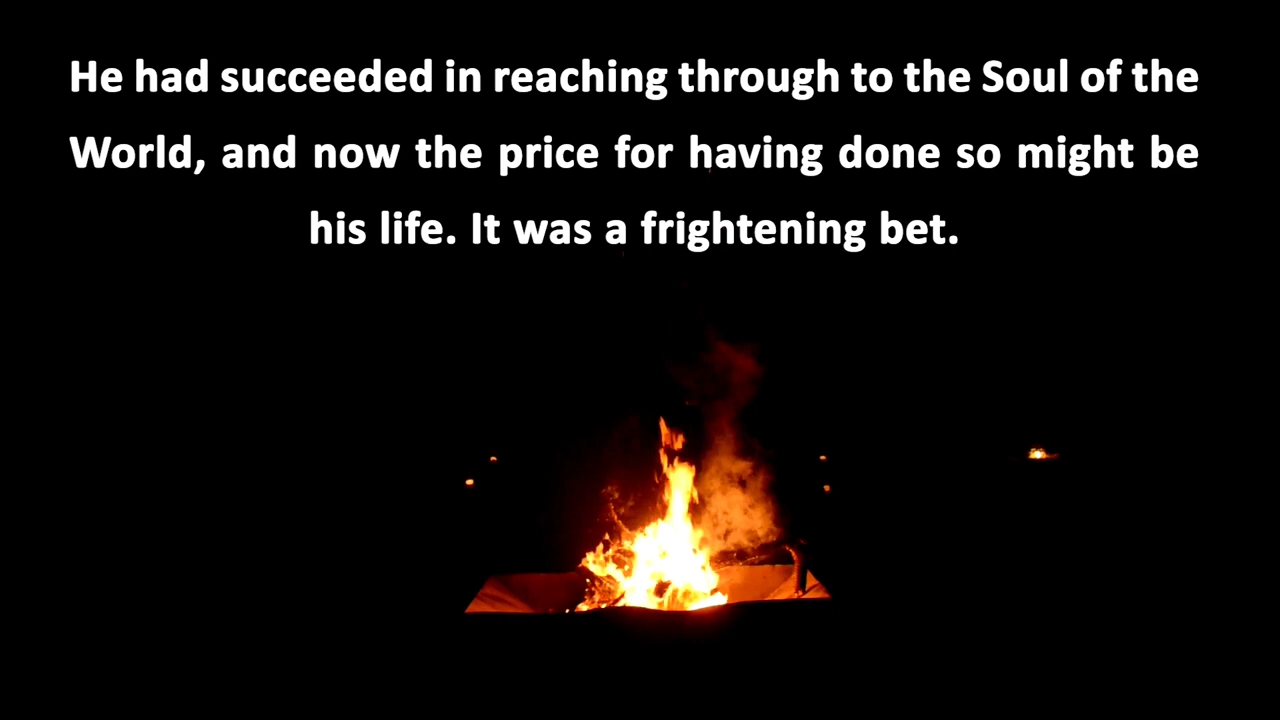 He had succeeded in reaching through to the Soul of the
World, and now the price for having done so might be
his life. It was a frightening bet.